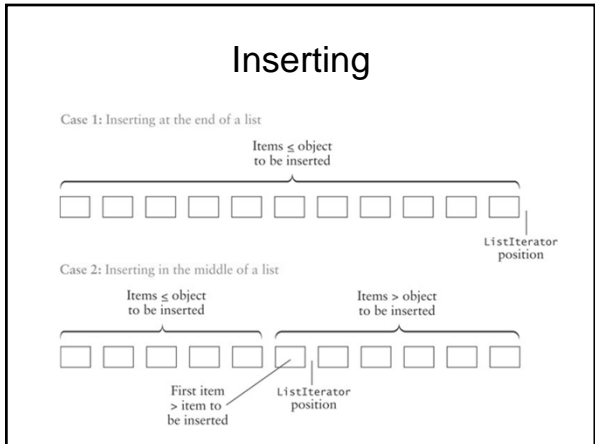 Inserting
Case 1: Inserting at the end of a list
Items ≤ object
to be inserted
ListIterator
position
Case 2: Inserting in the middle of a list
Items ≤ object
to be inserted
Items > object
to be inserted
First item
> item to
be inserted
ListIterator
position